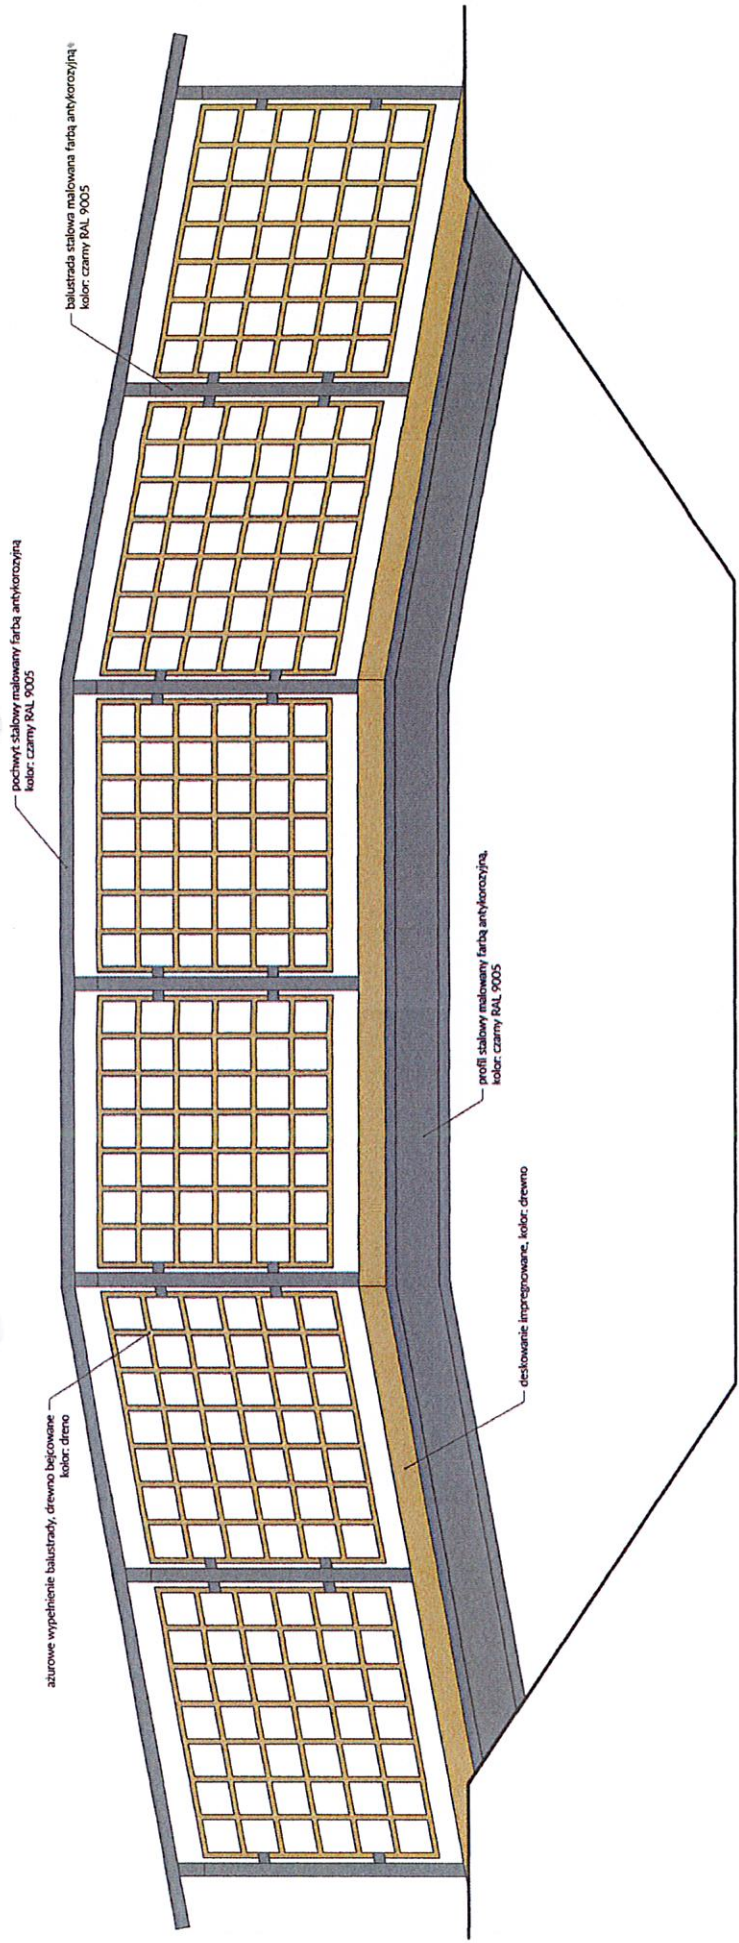 ażurowe wypełnienie balustrady, drewno bejcowane
kolor: dreno
pochwyt stalowy malowany farbą antykorozyjną
kolor: czarny RAL 9005
balustrada stalowa malowana farbą antykorozyjną
kolor: czarny RAL 9005
deskowanie impregnowane, kolor: drewno
profil stalowy malowany farbą antykorozyjną,
kolor: czarny RAL 9005